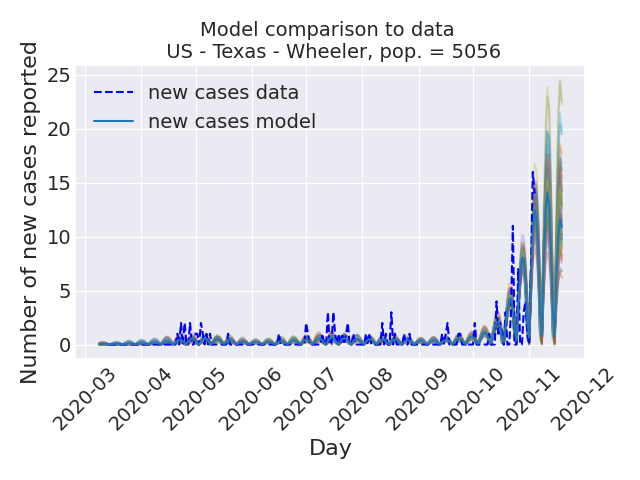 Model comparison to data
US - Texas - Wheeler, pop. = 5056
Number of new cases reported
25
20
15
10
5
0
new cases data
new cases model
2020-03
2020-04
2020-05
2020-06
2020-07
2020-08
2020-09
2020-10
2020-11
2020-12
Day